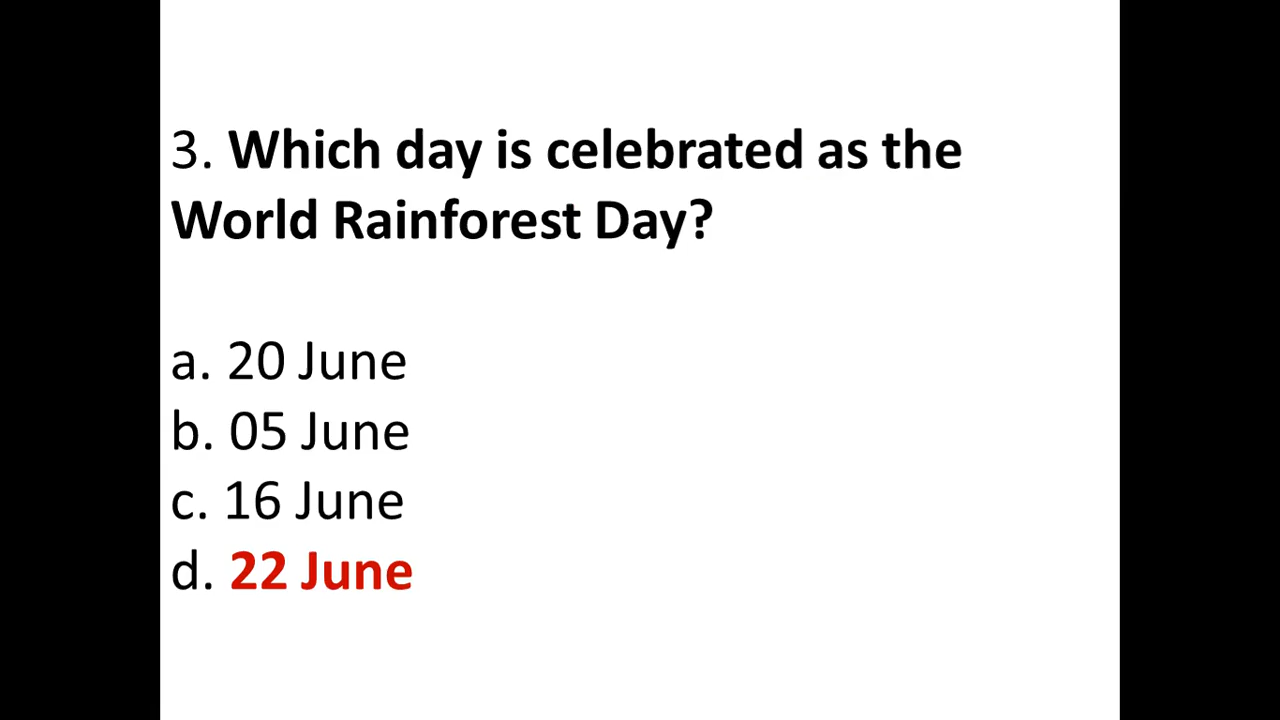 3. Which day is celebrated as the
World Rainforest Day?
a. 20 June
b. 05 June
c. 16 June
d. 22 June